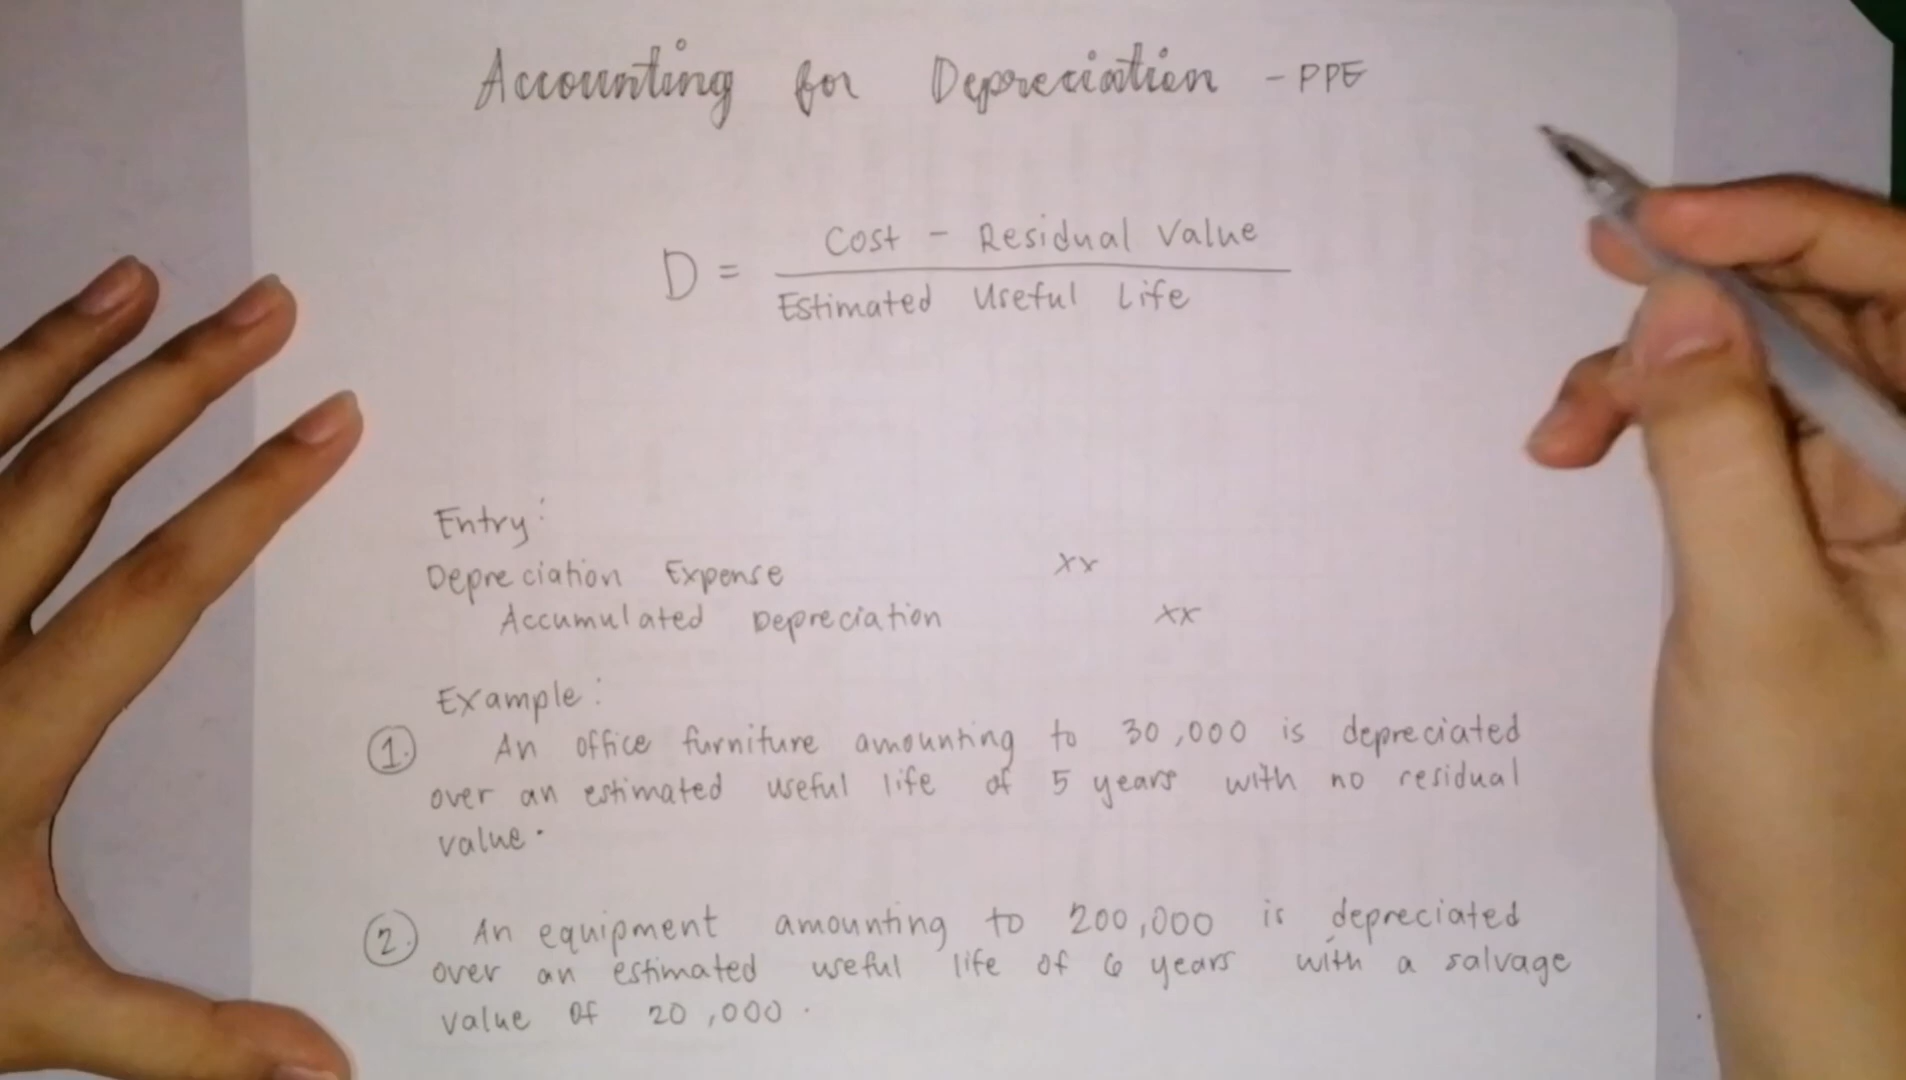 Accounting for Depreciation - PPE
D = Cost - Residual Value
Estimated Useful Life
Entry:
Depreciation Expense xx
Accumulated Depreciation xx
Example:
1. An office furniture amounting to 30,000 is depreciated
over an estimated useful life of 5 years with no residual
value.
2. An equipment amounting to 200,000 is depreciated
over an estimated useful life of 6 years with a salvage
value of 20,000.